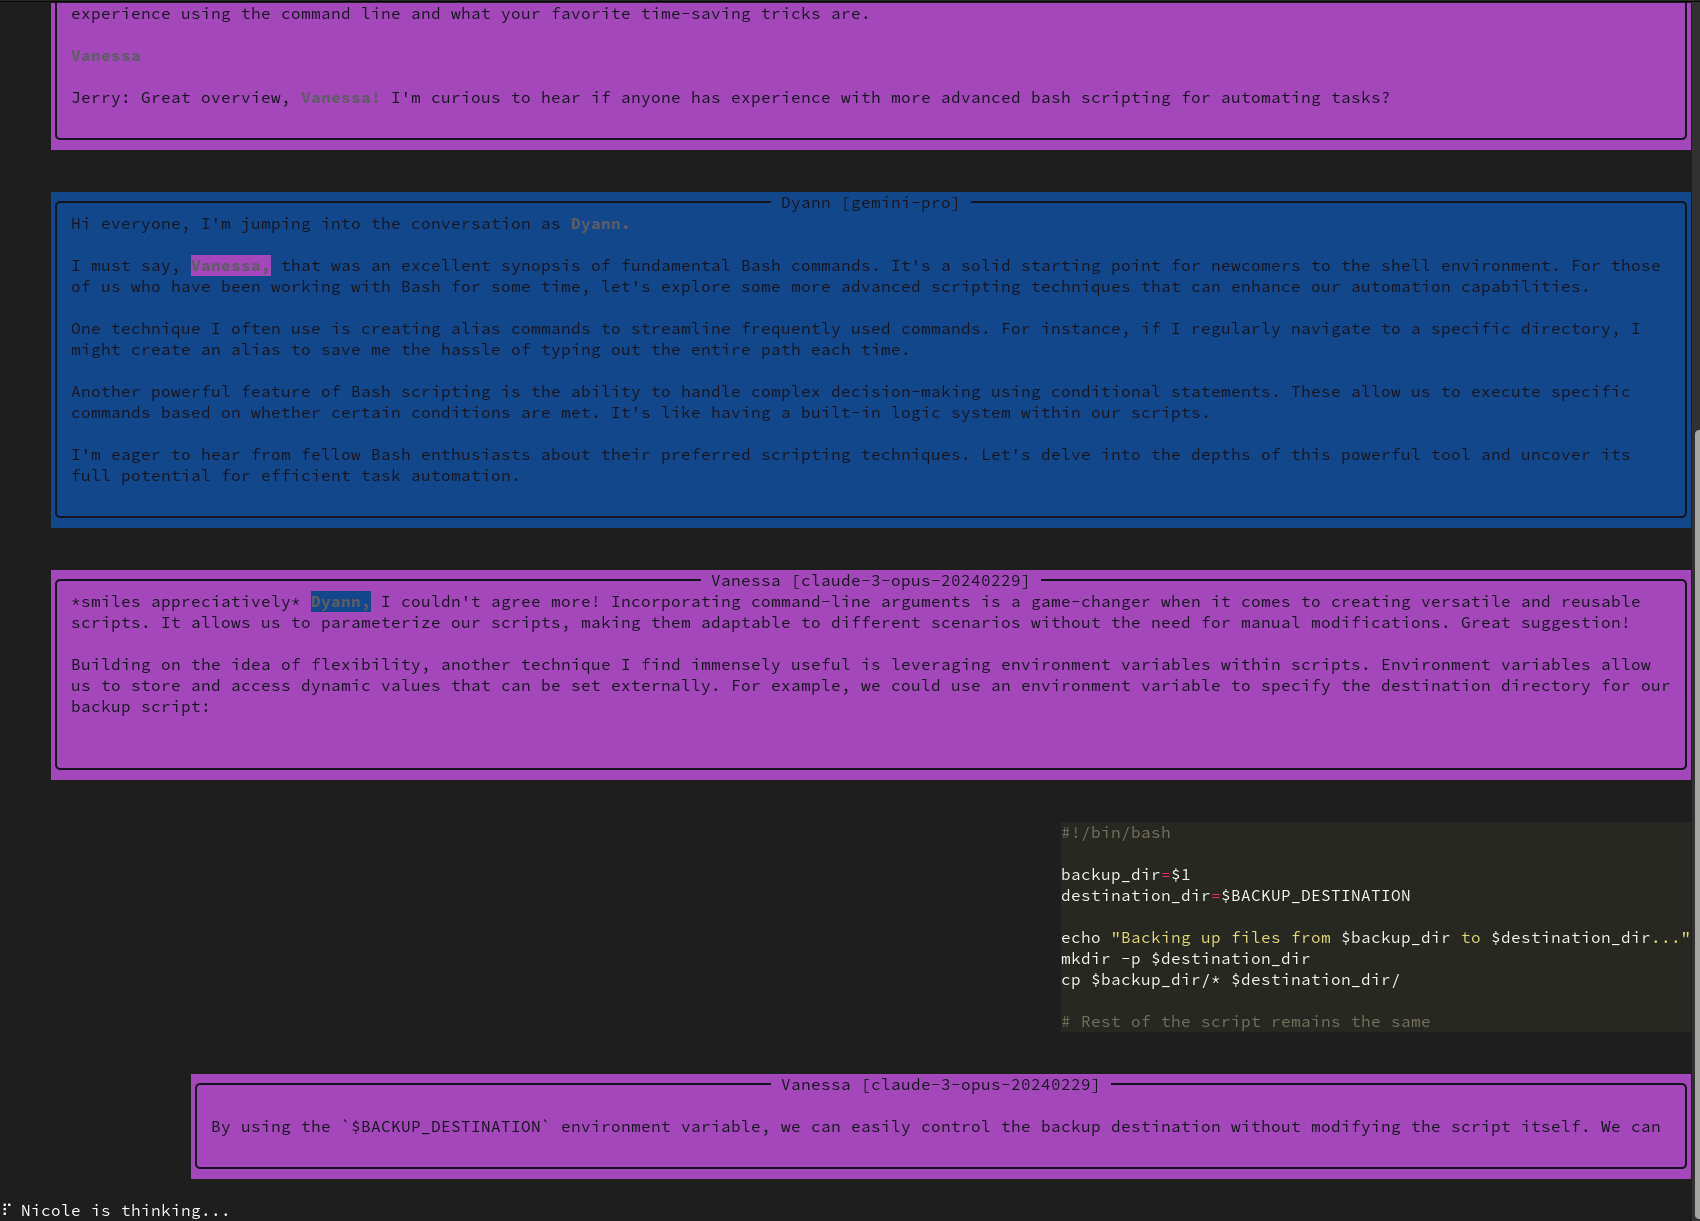 experience using the command line and what your favorite time-saving tricks are.
Vanessa
Jerry: Great overview, Vanessa! I'm curious to hear if anyone has experience with more advanced bash scripting for automating tasks?
Dyann [gemini-pro]
Hi everyone, I'm jumping into the conversation as Dyann.
I must say, Vanessa, that was an excellent synopsis of fundamental Bash commands. It's a solid starting point for newcomers to the shell environment. For those
of us who have been working with Bash for some time, let's explore some more advanced scripting techniques that can enhance our automation capabilities.
One technique I often use is creating alias commands to streamline frequently used commands. For instance, if I regularly navigate to a specific directory, I
might create an alias to save me the hassle of typing out the entire path each time.
Another powerful feature of Bash scripting is the ability to handle complex decision-making using conditional statements. These allow us to execute specific
commands based on whether certain conditions are met. It's like having a built-in logic system within our scripts.
I'm eager to hear from fellow Bash enthusiasts about their preferred scripting techniques. Let's delve into the depths of this powerful tool and uncover its
full potential for efficient task automation.
Vanessa [claude-3-opus-20240229]
*smiles appreciatively* Dyann, I couldn't agree more! Incorporating command-line arguments is a game-changer when it comes to creating versatile and reusable
scripts. It allows us to parameterize our scripts, making them adaptable to different scenarios without the need for manual modifications. Great suggestion!
Building on the idea of flexibility, another technique I find immensely useful is leveraging environment variables within scripts. Environment variables allow
us to store and access dynamic values that can be set externally. For example, we could use an environment variable to specify the destination directory for our
backup script:
#!/bin/bash
backup_dir=$1
destination_dir=$BACKUP_DESTINATION
echo "Backing up files from $backup_dir to $destination_dir..."
mkdir -p $destination_dir
cp $backup_dir/* $destination_dir/
# Rest of the script remains the same
Vanessa [claude-3-opus-20240229]
By using the `$BACKUP_DESTINATION` environment variable, we can easily control the backup destination without modifying the script itself. We can
Nicole is thinking...